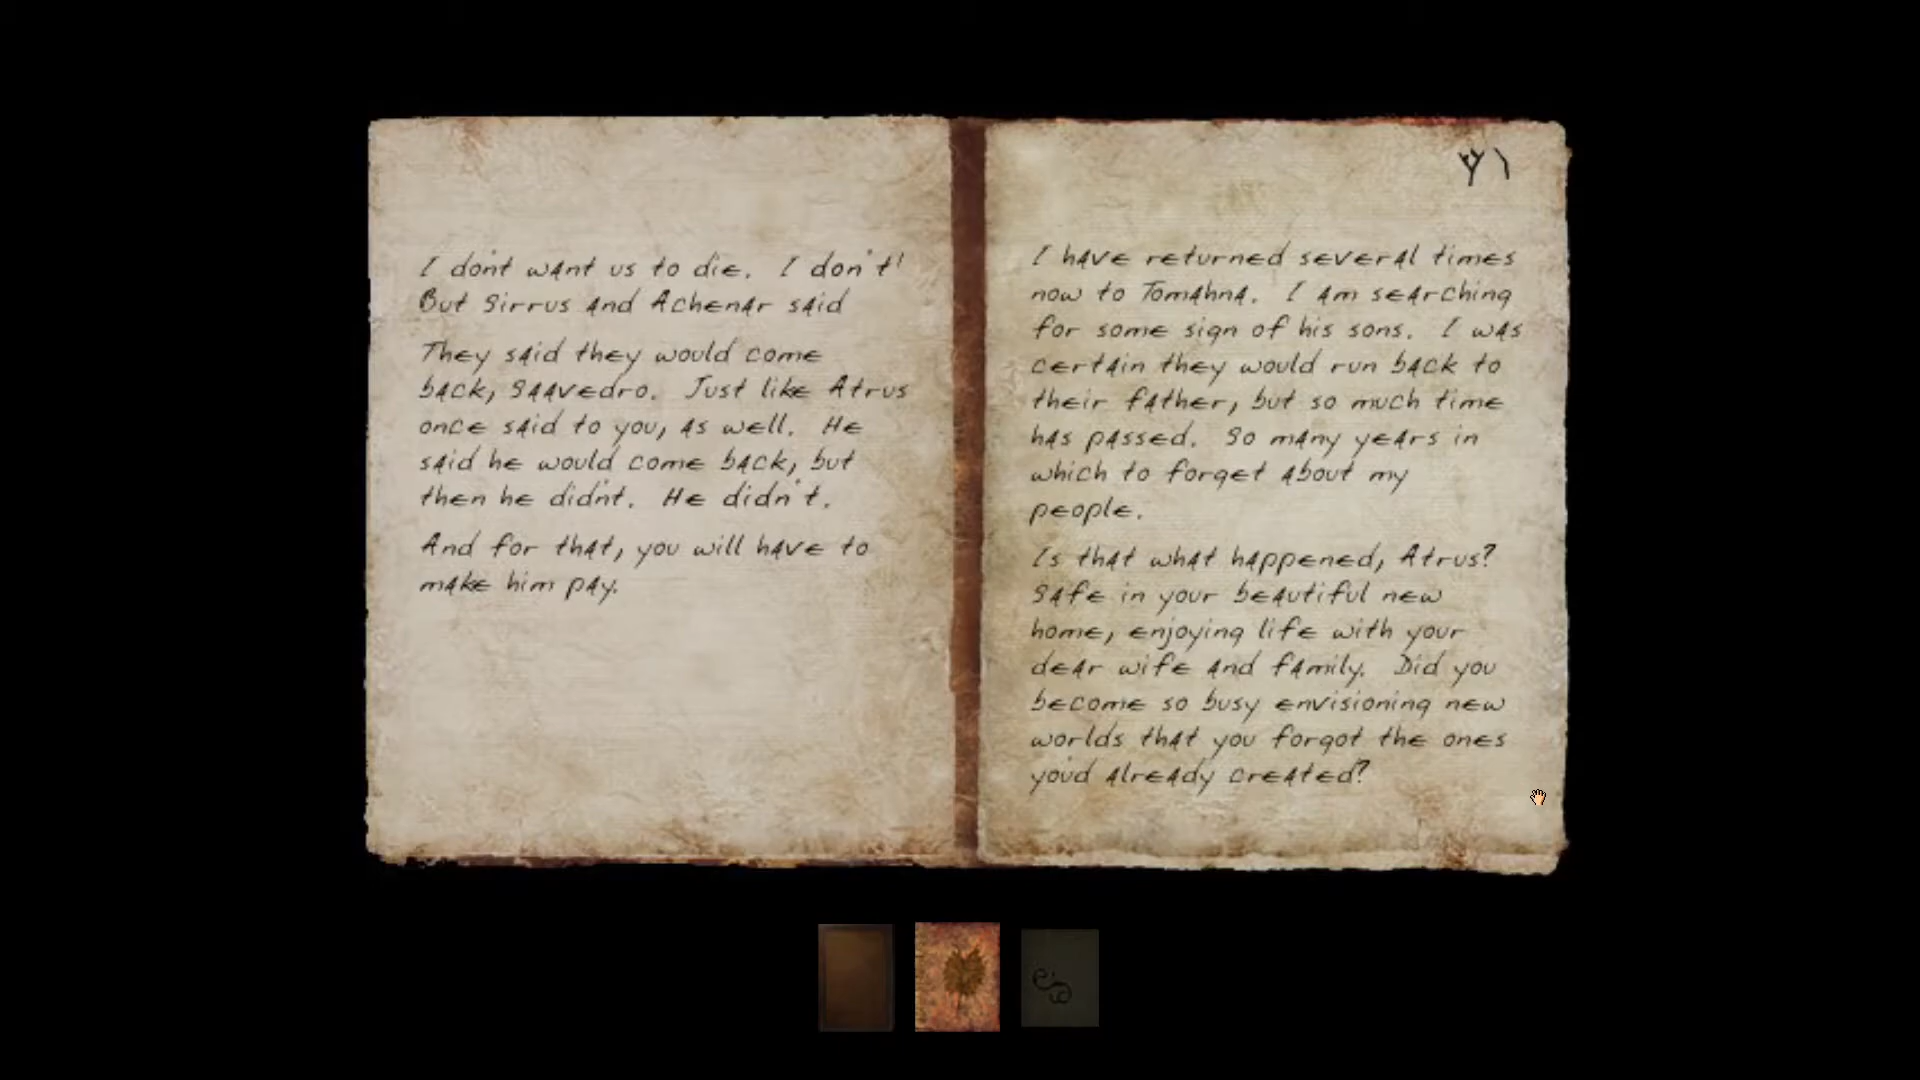 I don't want us to die. I don't!
But Sirrus and Achenar said
They said they would come
back, Saavedro. Just like Atrus
once said to you, as well. He
said he would come back, but
then he didn't. He didn't.
And for that, you will have to
make him pay.
I have returned several times
now to Tomahna. I am searching
for some sign of his sons. I was
certain they would run back to
their father, but so much time
has passed. So many years in
which to forget about my
people.
Is that what happened, Atrus?
Safe in your beautiful new
home, enjoying life with your
dear wife and family. Did you
become so busy envisioning new
worlds that you forgot the ones
you'd already created?